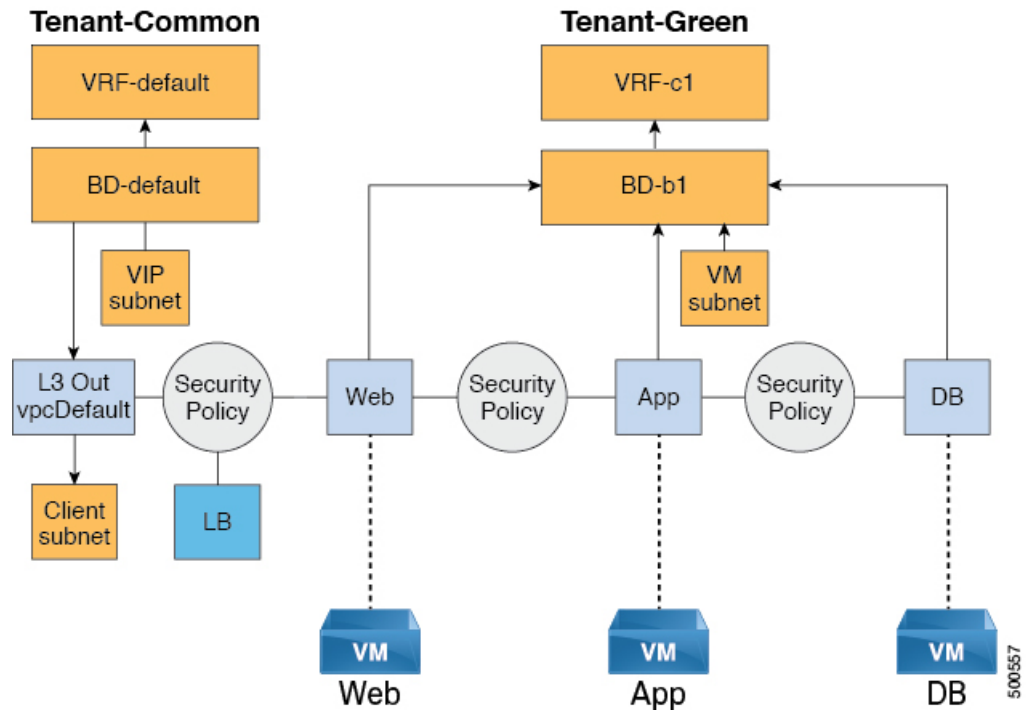 Tenant-Common
Tenant-Green
VRF-default
VRF-c1
BD-default
BD-b1
VIP
subnet
VM
subnet
L3 Out
vpcDefault
Security
Policy
Web
Security
Policy
App
Security
Policy
DB
Client
subnet
LB
VM
VM
VM
Web
App
DB
500557